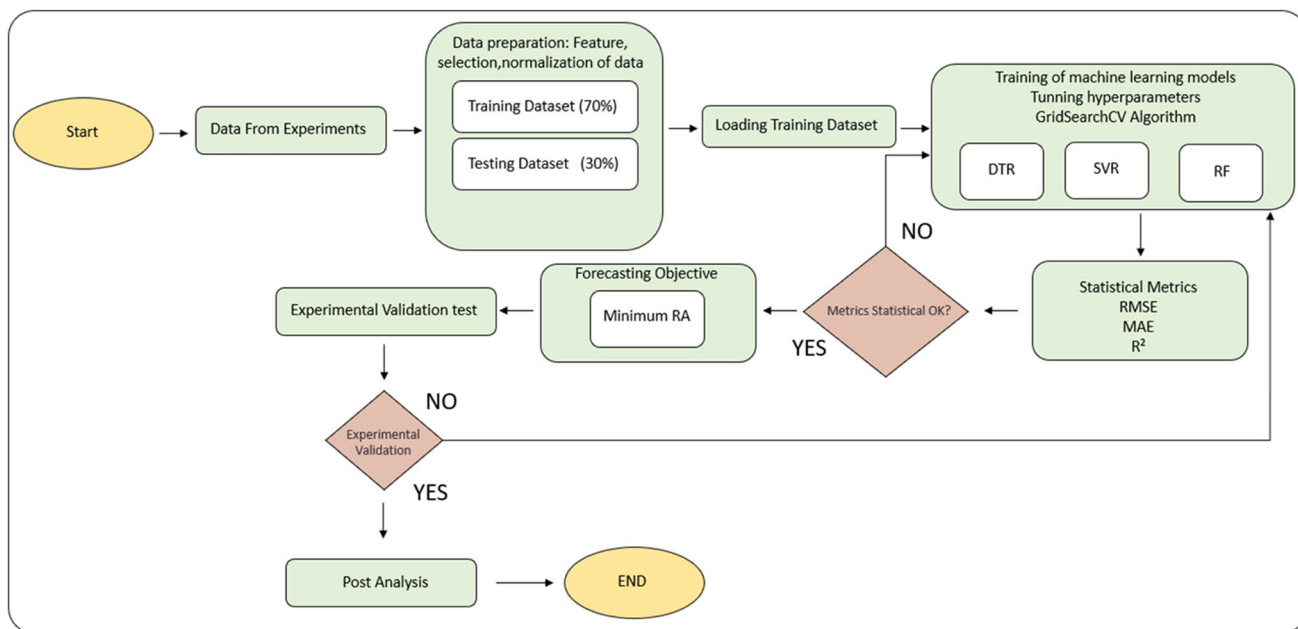 Start
Data From Experiments
Data preparation: Feature,
selection,normalization of data
Training Dataset (70%)
Testing Dataset (30%)
Loading Training Dataset
Training of machine learning models
Tunning hyperparameters
GridSearchCV Algorithm
DTR
SVR
RF
Statistical Metrics
RMSE
MAE
R²
NO
Metrics Statistical OK?
YES
Forecasting Objective
Minimum RA
Experimental Validation test
NO
Experimental
Validation
YES
Post Analysis
END